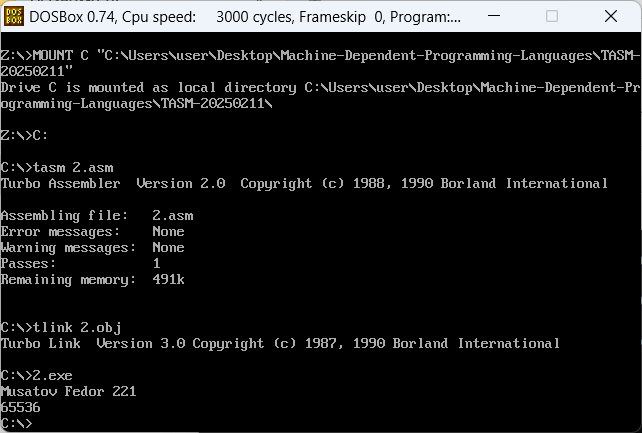 DOS BOX
DOSBox 0.74, Cpu speed:    3000 cycles, Frameskip  0, Program:...
Z:\>MOUNT C "C:\Users\user\Desktop\Machine-Dependent-Programming-Languages\TASM-
20250211"
Drive C is mounted as local directory C:\Users\user\Desktop\Machine-Dependent-Pr
ogramming-Languages\TASM-20250211\
Z:\>C:
C:\>tasm 2.asm
Turbo Assembler  Version 2.0  Copyright (c) 1988, 1990 Borland International
Assembling file:   2.asm
Error messages:    None
Warning messages:  None
Passes:            1
Remaining memory:  491k
C:\>tlink 2.obj
Turbo Link  Version 3.0 Copyright (c) 1987, 1990 Borland International
C:\>2.exe
Musatov Fedor 221
65536
C:\>